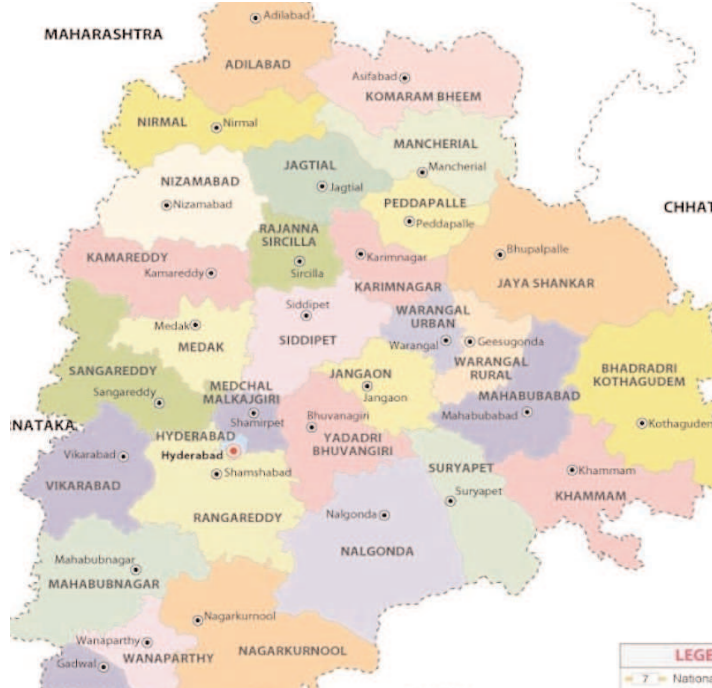 Adilabad
MAHARASHTRA
ADILABAD
Asifabad
KOMARAM BHEEM
NIRMAL
Nirmal
MANCHERIAL
Mancherial
JAGTIAL
Jagtial
NIZAMABAD
Nizamabad
PEDDAPALLE
Peddapalle
CHHAT
RAJANNA
SIRCILLA
Sircilla
KAMAREDDY
Kamareddy
Karimnagar
KARIMNAGAR
Bhupalpalle
JAYA SHANKAR
Siddipet
SIDDIPET
WARANGAL
URBAN
Warangal
Geesugonda
WARANGAL
RURAL
Medak
MEDAK
SANGAREDDY
Sangareddy
MEDCHAL
MALKAJGIRI
Shamirpet
JANGAON
Jangaon
MAHABUBABAD
Mahabubabad
BHADRADRI
KOTHAGUDEM
Kothaguden
RNATAKA
HYDERABAD
Hyderabad
Bhuvanagiri
YADADRI
BHUVANGIRI
Vikarabad
VIKARABAD
Shamshabad
RANGAREDDY
SURYAPET
Suryapet
Khammam
KHAMMAM
Nalgonda
NALGONDA
Mahabubnagar
MAHABUBNAGAR
Nagarkurnool
NAGARKURNOOL
Wanaparthy
WANAPARTHY
Gadwal
LEGE
7 Nationa